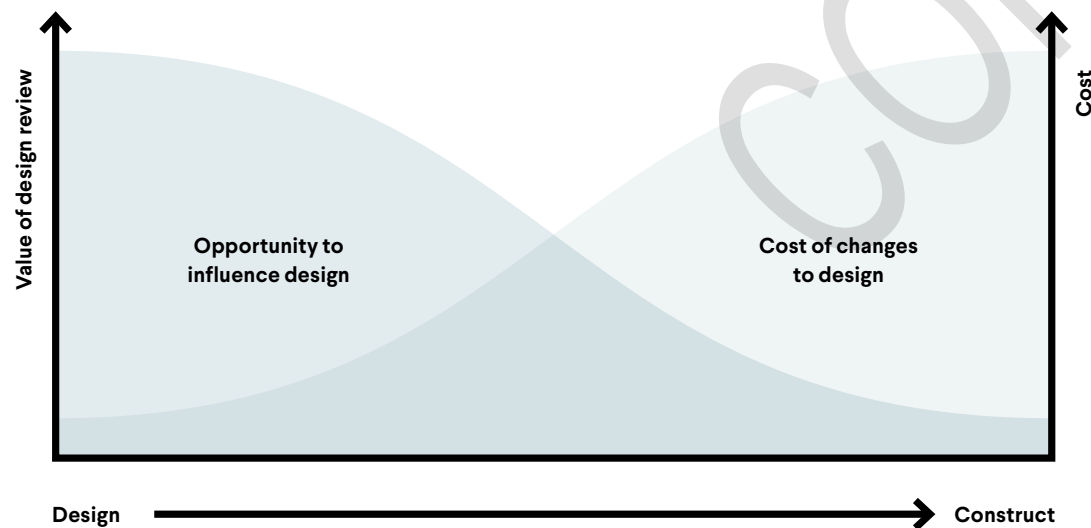 Value of design review
Cost
Opportunity to
influence design
Cost of changes
to design
Design
Construct